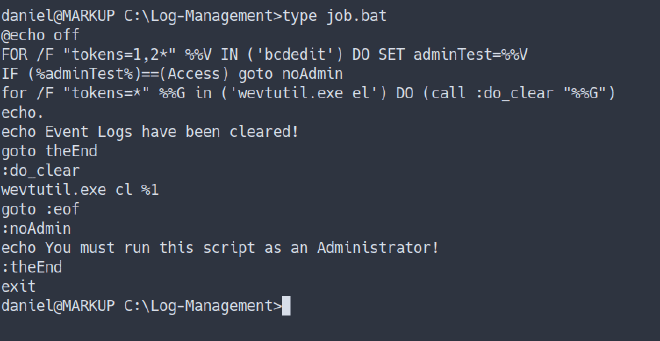 daniel@MARKUP C:\Log-Management>type job.bat
@echo off
FOR /F "tokens=1,2*" %%V IN ('bcdedit') DO SET adminTest=%%V
IF (%adminTest%)==(Access) goto noAdmin
for /F "tokens=*" %%G in ('wevtutil.exe el') DO (call :do_clear "%%G")
echo.
echo Event Logs have been cleared!
goto theEnd
:do_clear
wevtutil.exe cl %1
goto :eof
:noAdmin
echo You must run this script as an Administrator!
:theEnd
exit
daniel@MARKUP C:\Log-Management>